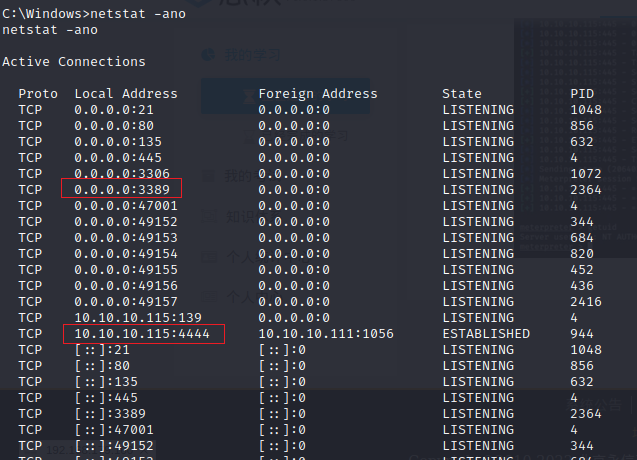 C:\Windows>netstat -ano
netstat -ano
Active Connections
Proto Local Address Foreign Address State PID
TCP 0.0.0.0:21 0.0.0.0:0 LISTENING 1048
TCP 0.0.0.0:80 0.0.0.0:0 LISTENING 856
TCP 0.0.0.0:135 0.0.0.0:0 LISTENING 632
TCP 0.0.0.0:445 0.0.0.0:0 LISTENING 4
TCP 0.0.0.0:3306 0.0.0.0:0 LISTENING 1072
TCP 0.0.0.0:3389 0.0.0.0:0 LISTENING 2364
TCP 0.0.0.0:47001 0.0.0.0:0 LISTENING 4
TCP 0.0.0.0:49152 0.0.0.0:0 LISTENING 344
TCP 0.0.0.0:49153 0.0.0.0:0 LISTENING 684
TCP 0.0.0.0:49154 0.0.0.0:0 LISTENING 820
TCP 0.0.0.0:49155 0.0.0.0:0 LISTENING 452
TCP 0.0.0.0:49156 0.0.0.0:0 LISTENING 436
TCP 0.0.0.0:49157 0.0.0.0:0 LISTENING 2416
TCP 10.10.10.115:139 0.0.0.0:0 LISTENING 4
TCP 10.10.10.115:4444 10.10.10.111:1056 ESTABLISHED 944
TCP [::]:21 [::]:0 LISTENING 1048
TCP [::]:80 [::]:0 LISTENING 856
TCP [::]:135 [::]:0 LISTENING 632
TCP [::]:445 [::]:0 LISTENING 4
TCP [::]:3389 [::]:0 LISTENING 2364
TCP [::]:47001 [::]:0 LISTENING 4
TCP [::]:49152 [::]:0 LISTENING 344